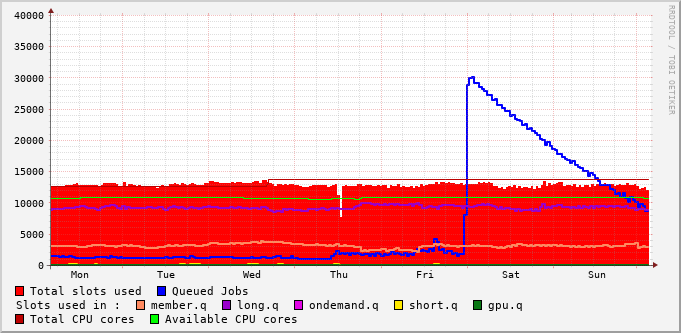 RRDTOOL / TOBI OETIKER
40000
35000
30000
25000
20000
15000
10000
5000
0
Mon Tue Wed Thu Fri Sat Sun
Total slots used Queued Jobs
Slots used in : member.q long.q ondemand.q short.q gpu.q
Total CPU cores Available CPU cores